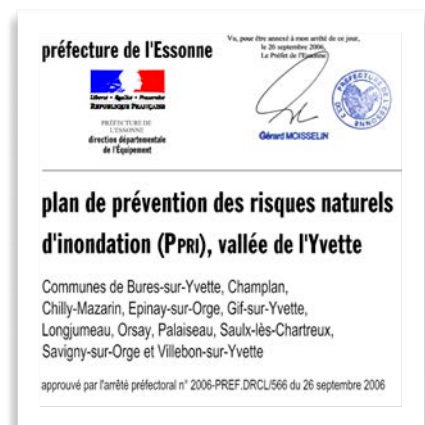 préfecture de l'Essonne
Vu, pour être annexé à mon arrêté de ce jour,
le 26 septembre 2006
Le Préfet de l'Essonne
Liberté • Égalité • Fraternité
RÉPUBLIQUE FRANÇAISE
PRÉFECTURE DE
L'ESSONNE
direction départementale
de l'Équipement
Gérard MOISSELIN
PREFECTURE DE L'ESSONNE
plan de prévention des risques naturels
d'inondation (PPRI), vallée de l'Yvette
Communes de Bures-sur-Yvette, Champlan,
Chilly-Mazarin, Epinay-sur-Orge, Gif-sur-Yvette,
Longjumeau, Orsay, Palaiseau, Saulx-lès-Chartreux,
Savigny-sur-Orge et Villebon-sur-Yvette
approuvé par l'arrêté préfectoral n° 2006-PREF.DRCL/566 du 26 septembre 2006